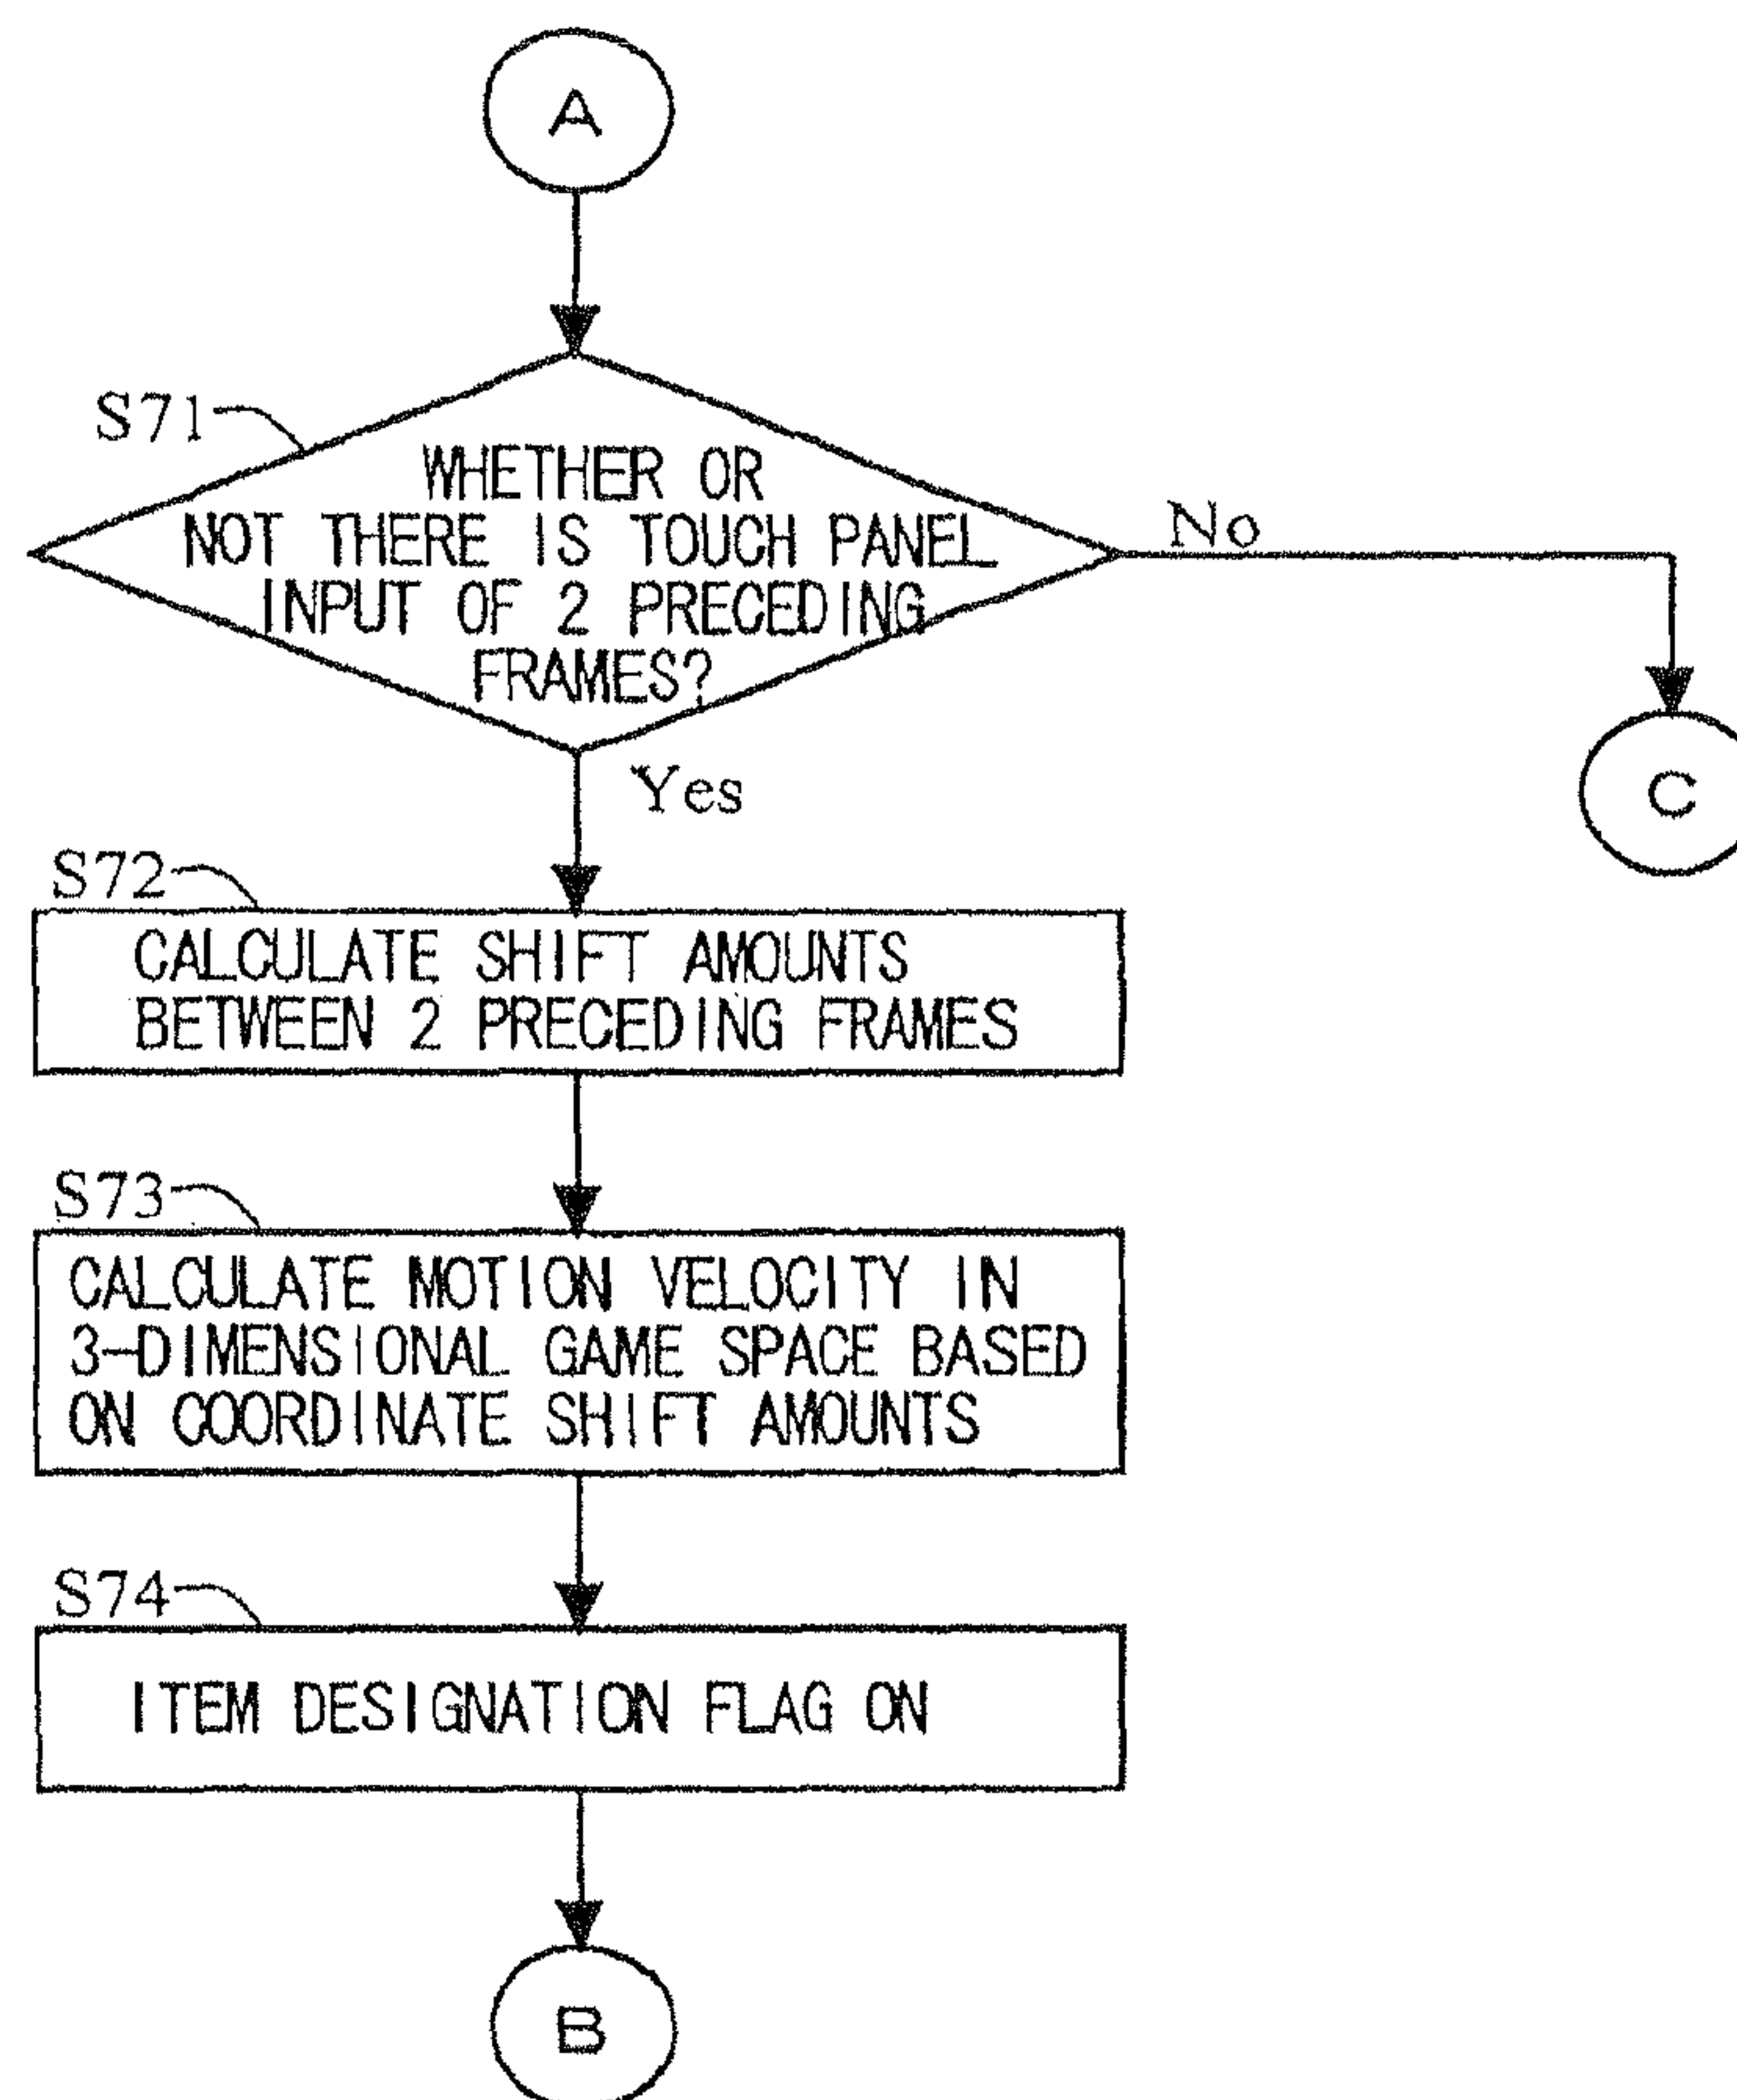 A
S71
WHETHER OR
NOT THERE IS TOUCH PANEL
INPUT OF 2 PRECEDING
FRAMES?
No
C
Yes
S72
CALCULATE SHIFT AMOUNTS
BETWEEN 2 PRECEDING FRAMES
S73
CALCULATE MOTION VELOCITY IN
3-DIMENSIONAL GAME SPACE BASED
ON COORDINATE SHIFT AMOUNTS
S74
ITEM DESIGNATION FLAG ON
B